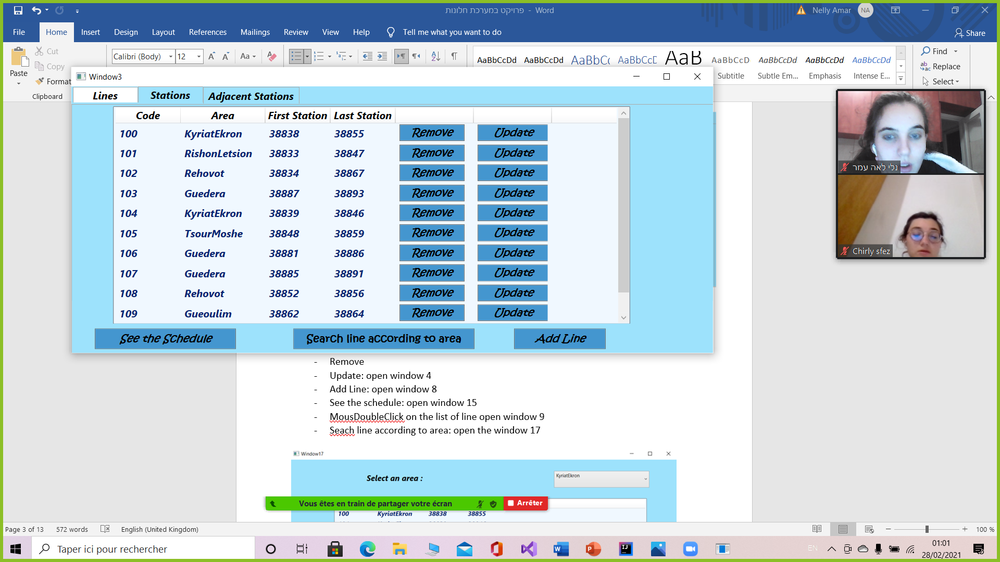 פרויקט במערכת חלונות - Word
Nelly Amar
NA
File
Home
Insert
Design
Layout
References
Mailings
Review
View
Help
Tell me what you want to do
Share
Paste
Cut
Copy
Format
Clipboard
Calibri (Body)
12
Aa
AaBbCcDd
AaBbCcDd
AaBbCc
AaBbCcE
AaB
AaBbCcD
AaBbCcDd
AaBbCcDd
AaBbCcDd
Subtitle
Subtle Em...
Emphasis
Intense E...
Find
Replace
Select
Window3
Lines
Stations
Adjacent Stations
Code Area First Station Last Station
100 KyriatEkron 38838 38855 Remove Update
101 RishonLetsion 38833 38847 Remove Update
102 Rehovot 38834 38867 Remove Update
103 Guedera 38887 38893 Remove Update
104 KyriatEkron 38839 38846 Remove Update
105 TsourMoshe 38848 38859 Remove Update
106 Guedera 38881 38886 Remove Update
107 Guedera 38885 38891 Remove Update
108 Rehovot 38852 38856 Remove Update
109 Gueoulim 38862 38864 Remove Update
See the Schedule
Search line according to area
Add Line
נלי לאה עמר
Chirly sfez
- Remove
- Update: open window 4
- Add Line: open window 8
- See the schedule: open window 15
- MousDoubleClick on the list of line open window 9
- Seach line according to area: open the window 17
Window17
Select an area :
KyriatEkron
Vous êtes en train de partager votre écran
Arrêter
100 KyriatEkron 38838 38855
Page 3 of 13
572 words
English (United Kingdom)
100 %
Taper ici pour rechercher
EN
01:01
28/02/2021